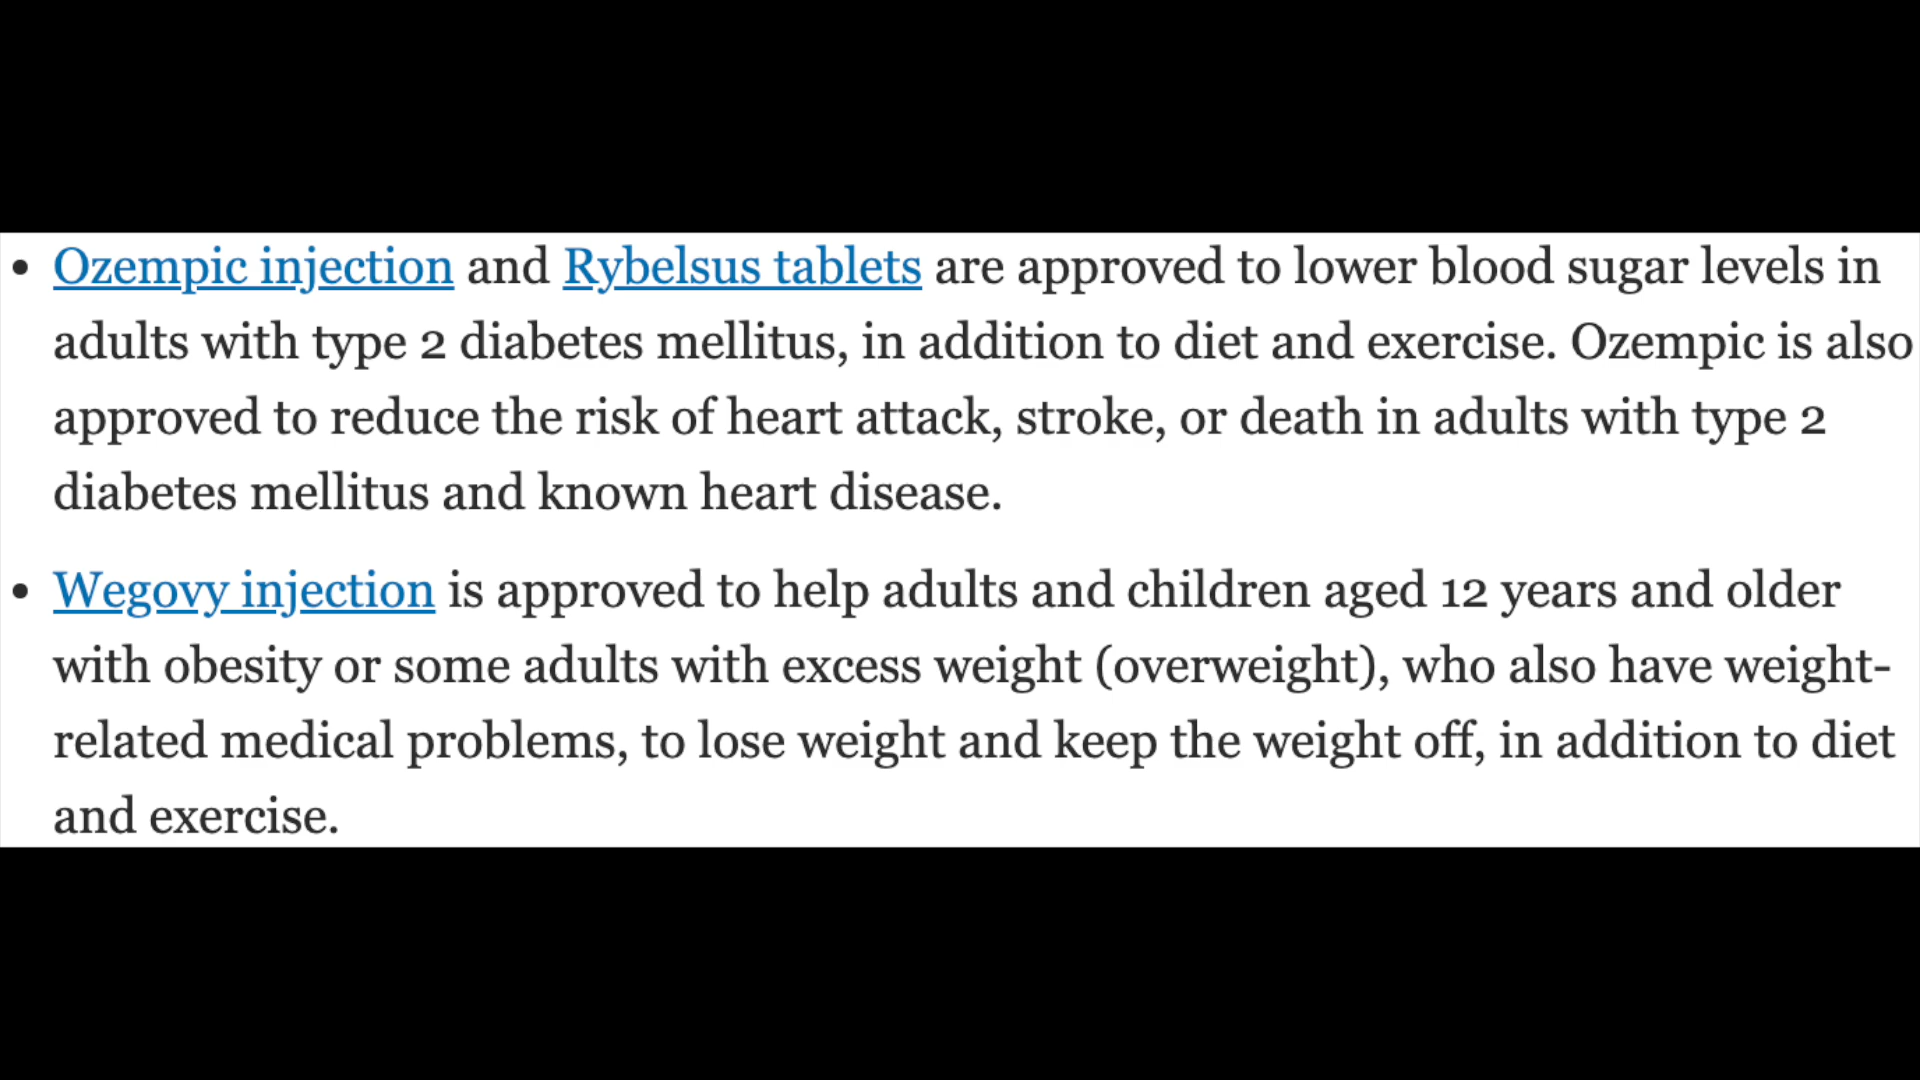 • Ozempic injection and Rybelsus tablets are approved to lower blood sugar levels in
adults with type 2 diabetes mellitus, in addition to diet and exercise. Ozempic is also
approved to reduce the risk of heart attack, stroke, or death in adults with type 2
diabetes mellitus and known heart disease.
• Wegovy injection is approved to help adults and children aged 12 years and older
with obesity or some adults with excess weight (overweight), who also have weight-
related medical problems, to lose weight and keep the weight off, in addition to diet
and exercise.